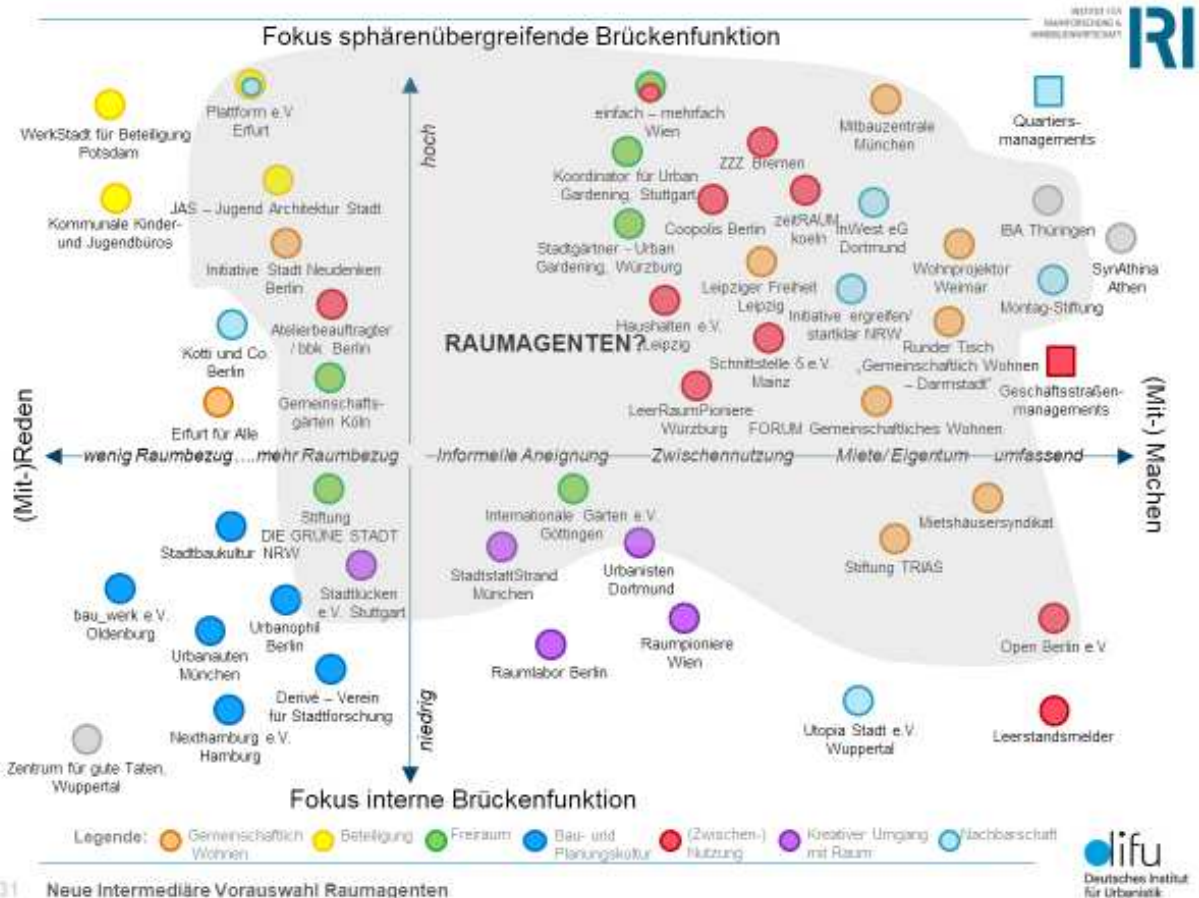 INSTITUT FÜR
RAUMFORSCHUNG &
IMMOBILIENWIRTSCHAFT
IRI
Fokus sphärenübergreifende Brückenfunktion
hoch
WerkStadt für Beteiligung
Potsdam
Plattform e.V.
Erfurt
einfach – mehrfach
Wien
Mitbauzentrale
München
Quartiers-
managements
Kommunale Kinder-
und Jugendbüros
JAS – Jugend Architektur Stadt
Koordinator für Urban
Gardening, Stuttgart
ZZZ Bremen
Coopolis Berlin
zeitRAUM
koeln
InWest eG
Dortmund
IBA Thüringen
SynAthina
Athen
Initiative Stadt Neudenken
Berlin
Stadtgärtner – Urban
Gardening, Würzburg
Leipziger Freiheit
Leipzig
Wohnprojektor
Weimar
Montag-Stiftung
Kotti und Co.
Berlin
Atelierbeauftragter
/ bbk. Berlin
RAUMAGENTEN?
Haushalten e.V.
Leipzig
Initiative ergreifen/
startklar NRW
Schnittstelle 5 e.V.
Mainz
Runder Tisch
„Gemeinschaftlich Wohnen
– Darmstadt"
Geschäftsstraßen-
managements
Erfurt für Alle
Gemeinschafts-
gärten Köln
LeerRaumPioniere
Würzburg
FORUM Gemeinschaftliches Wohnen
(Mit-)Reden
wenig Raumbezug....mehr Raumbezug
Informelle Aneignung
Zwischennutzung
Miete/Eigentum
umfassend
(Mit-) Machen
Stadtbaukultur NRW
Stiftung
DIE GRÜNE STADT
Internationale Gärten e.V.
Göttingen
Mietshäusersyndikat
Stiftung TRIAS
StadtstattStrand
München
Urbanisten
Dortmund
Stadtlücken
e.V. Stuttgart
bau_werk e.V.
Oldenburg
Urbanophil
Berlin
Urbanauten
München
Raumlabor Berlin
Raumpioniere
Wien
Open Berlin e.V.
Derivé – Verein
für Stadtforschung
Nexthamburg e.V.
Hamburg
Utopia Stadt e.V.
Wuppertal
Leerstandsmelder
Zentrum für gute Taten,
Wuppertal
niedrig
Fokus interne Brückenfunktion
Legende:
Gemeinschaftlich
Wohnen
Beteiligung
Freiraum
Bau- und
Planungskultur
(Zwischen-)
Nutzung
Kreativer Umgang
mit Raum
Nachbarschaft
31 Neue Intermediäre Vorauswahl Raumagenten
difu
Deutsches Institut
für Urbanistik